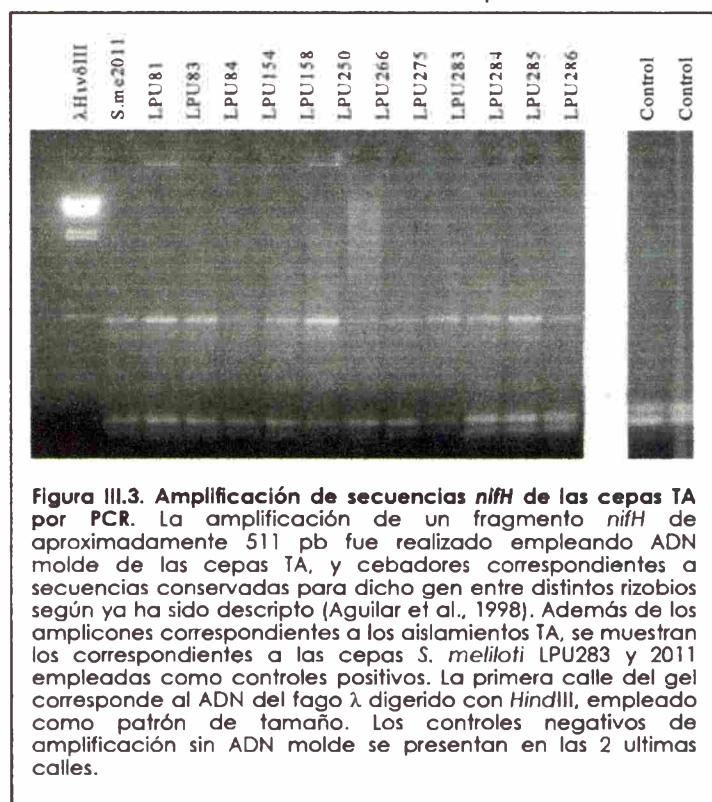 λHινδIII
S.me2011
LPU81
LPU83
LPU84
LPU154
LPU158
LPU250
LPU266
LPU275
LPU283
LPU284
LPU285
LPU286
Control
Control
Figura III.3. Amplificación de secuencias nifH de las cepas TA
por PCR. La amplificación de un fragmento nifH de
aproximadamente 511 pb fue realizado empleando ADN
molde de las cepas TA, y cebadores correspondientes a
secuencias conservadas para dicho gen entre distintos rizobios
según ya ha sido descripto (Aguilar et al., 1998). Además de los
amplicones correspondientes a los aislamientos TA, se muestran
los correspondientes a las cepas S. meliloti LPU283 y 2011
empleadas como controles positivos. La primera calle del gel
corresponde al ADN del fago λ digerido con HindIII, empleado
como patrón de tamaño. Los controles negativos de
amplificación sin ADN molde se presentan en las 2 ultimas
calles.